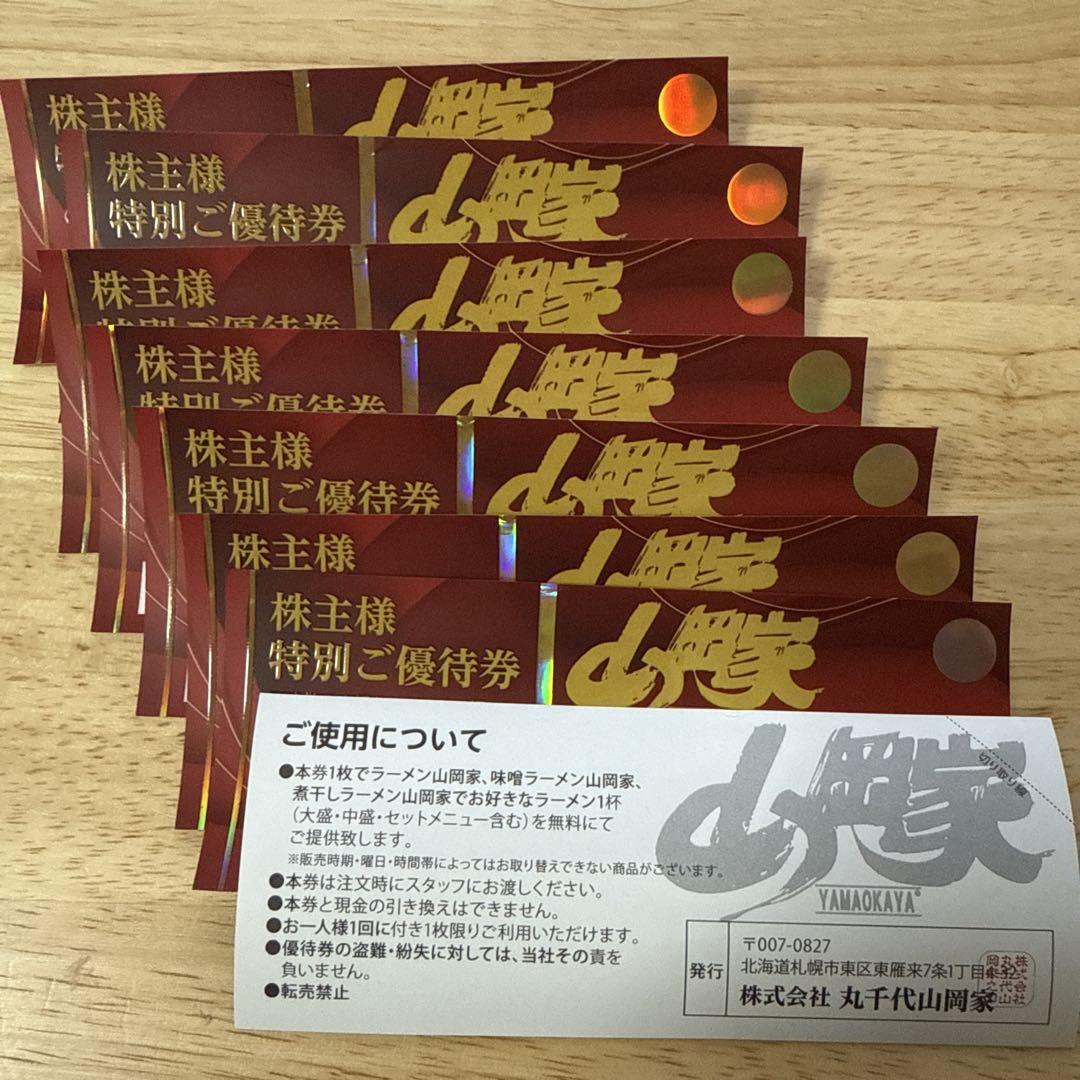 株主様
山岡家
株主様
特別ご優待券
山岡家
株主様
特別ご優待券
山岡家
株主様
特別ご優待券
山岡家
株主様
特別ご優待券
山岡家
株主様
山岡家
株主様
特別ご優待券
山岡家
ご使用について
●本券1枚でラーメン山岡家、味噌ラーメン山岡家、
煮干しラーメン山岡家でお好きなラーメン1杯
(大盛・中盛・セットメニュー含む)を無料にて
ご提供致します。
※販売時期・曜日・時間帯によってはお取り替えできない商品がございます。
●本券は注文時にスタッフにお渡しください。
●本券と現金の引き換えはできません。
●お一人様1回に付き1枚限りご利用いただけます。
●優待券の盗難・紛失に対しては、当社その責を
負いません。
●転売禁止
切り取り線
山岡家
YAMAOKAYA
発行
〒007-0827
北海道札幌市東区東雁来7条1丁目
株式会社 丸千代山岡家